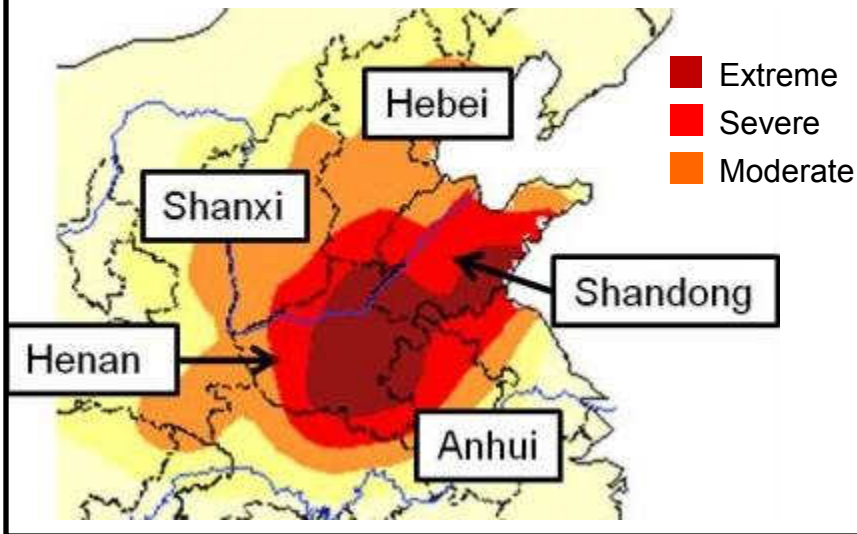 Hebei
Extreme
Severe
Moderate
Shanxi
Shandong
Henan
Anhui